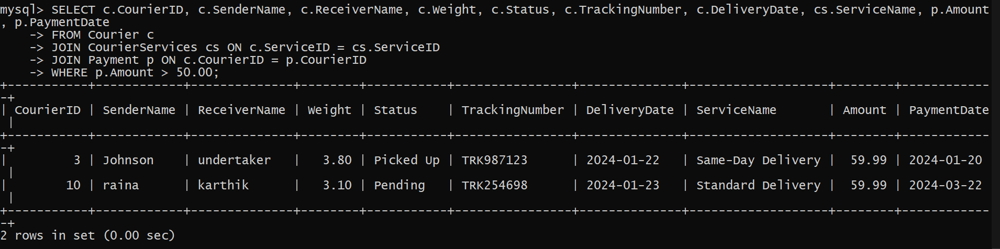 mysql> SELECT c.CourierID, c.SenderName, c.ReceiverName, c.Weight, c.Status, c.TrackingNumber, c.DeliveryDate, cs.ServiceName, p.Amount
, p.PaymentDate
    -> FROM Courier c
    -> JOIN CourierServices cs ON c.ServiceID = cs.ServiceID
    -> JOIN Payment p ON c.CourierID = p.CourierID
    -> WHERE p.Amount > 50.00;
+-----------+------------+--------------+--------+-----------+----------------+--------------+-------------------+--------+------------
-+
| CourierID | SenderName | ReceiverName | Weight | Status    | TrackingNumber | DeliveryDate | ServiceName       | Amount | PaymentDate
 |
+-----------+------------+--------------+--------+-----------+----------------+--------------+-------------------+--------+------------
-+
|         3 | Johnson    | undertaker   |   3.80 | Picked Up | TRK987123      | 2024-01-22   | Same-Day Delivery |  59.99 | 2024-01-20
 |
|        10 | raina      | karthik      |   3.10 | Pending   | TRK254698      | 2024-01-23   | Standard Delivery |  59.99 | 2024-03-22
 |
+-----------+------------+--------------+--------+-----------+----------------+--------------+-------------------+--------+------------
-+
2 rows in set (0.00 sec)